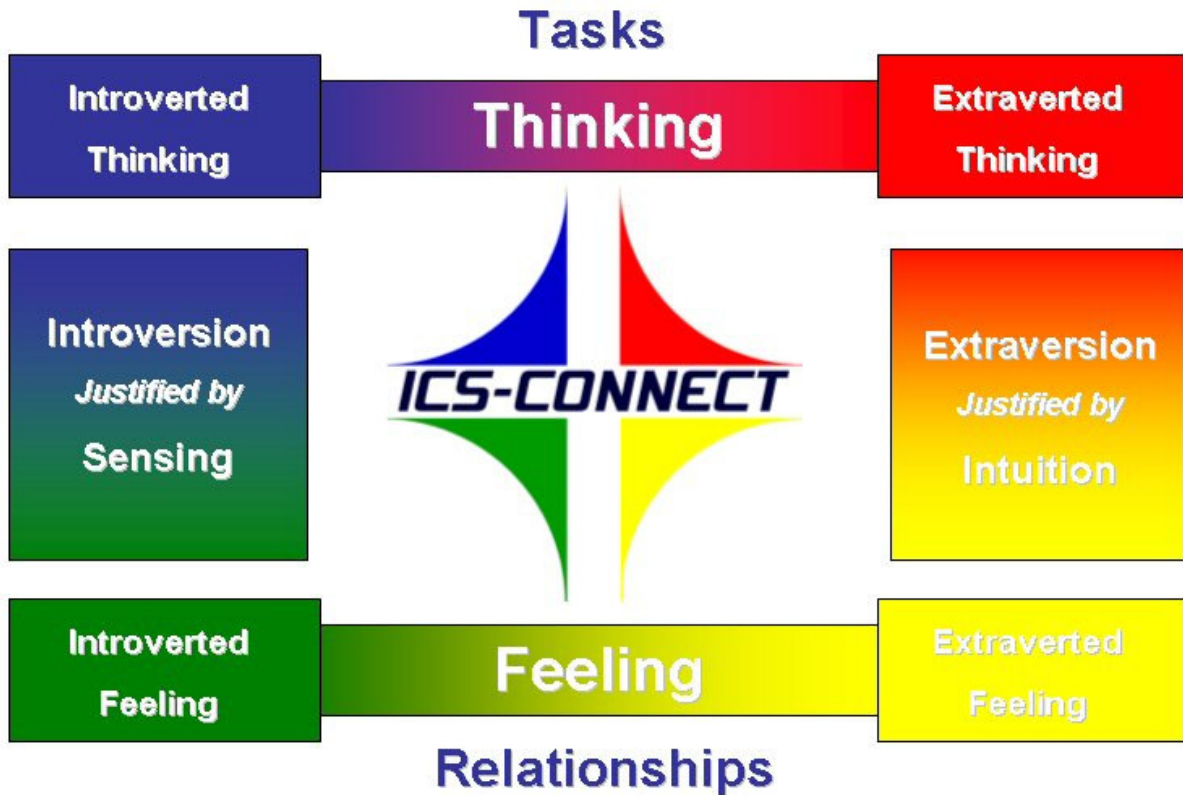 Tasks
Introverted
Thinking
Thinking
Extraverted
Thinking
Introversion
Justified by
Sensing
ICS-CONNECT
Extraversion
Justified by
Intuition
Introverted
Feeling
Feeling
Extraverted
Feeling
Relationships